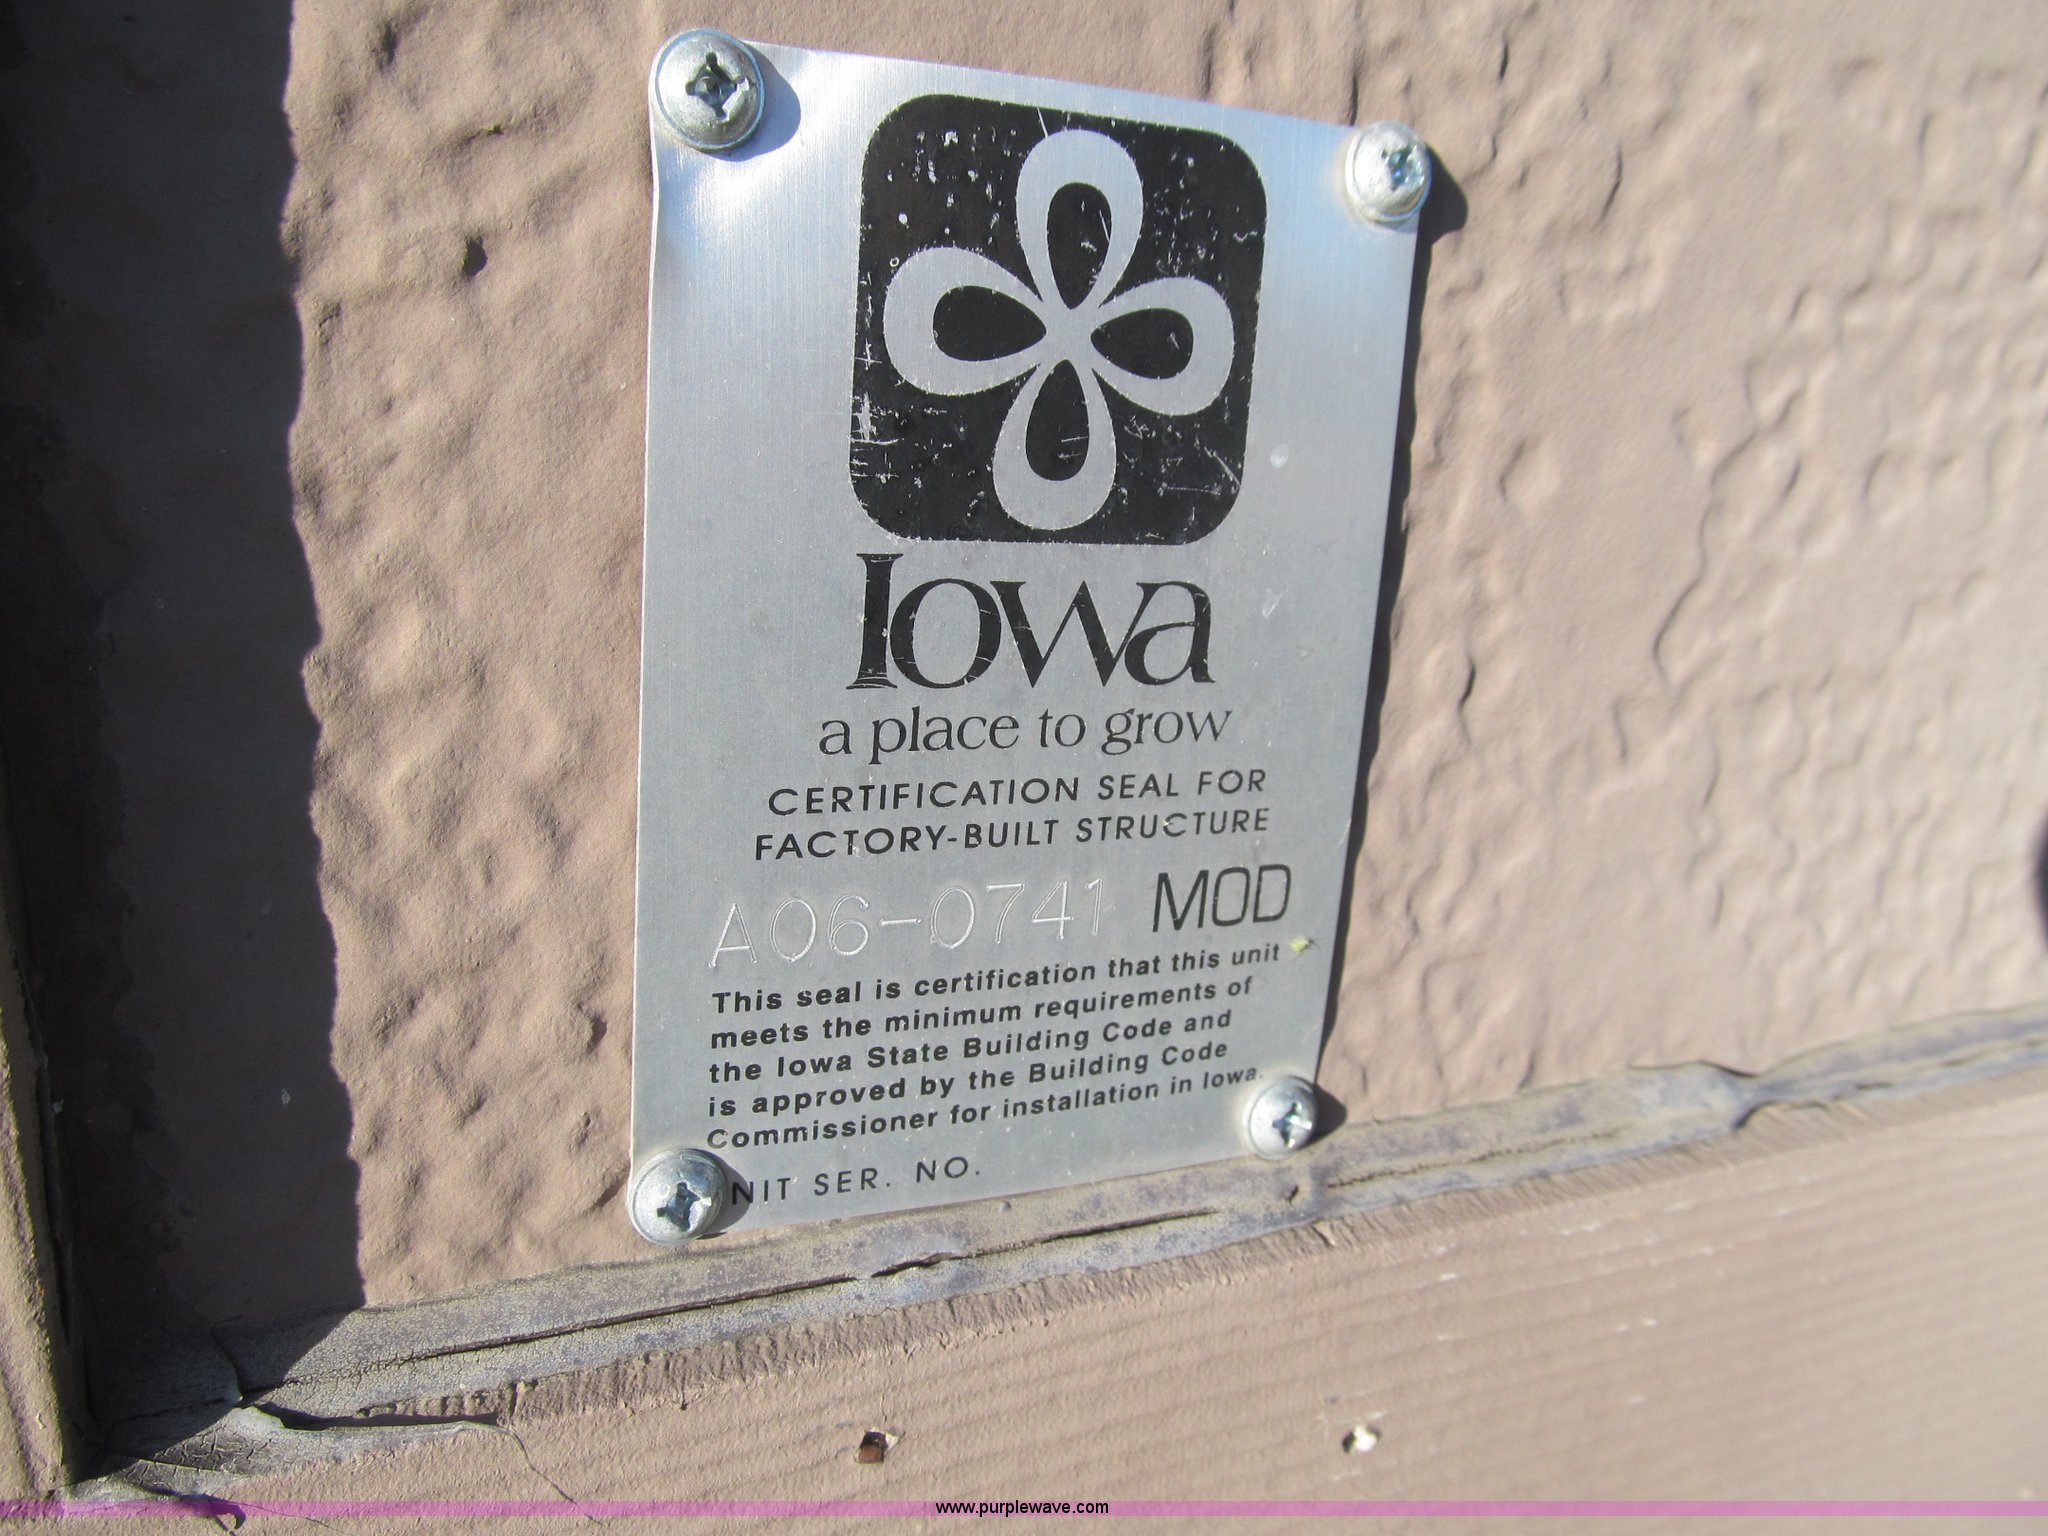 Iowa
a place to grow
CERTIFICATION SEAL FOR
FACTORY-BUILT STRUCTURE
A06-0741 MOD
This seal is certification that this unit
meets the minimum requirements of
the Iowa State Building Code and
is approved by the Building Code
Commissioner for installation in Iowa.
NIT SER. NO.
www.purplewave.com